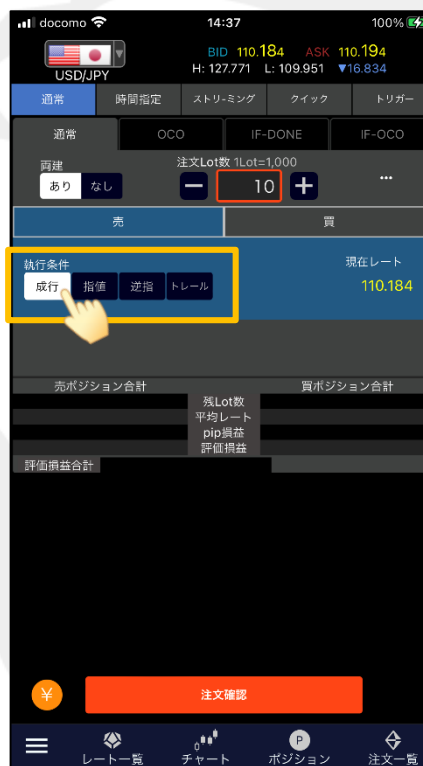 docomo 14:37 100%
BID 110.184 ASK 110.194
USD/JPY H: 127.771 L: 109.951 ▼16.834
通常 時間指定 ストリーミング クイック トリガー
通常 OCO IF-DONE IF-OCO
両建 注文Lot数 1Lot=1,000
あり なし 10 ...
売 買
執行条件 現在レート
成行 指値 逆指 トレール 110.184
売ポジション合計 買ポジション合計
残Lot数
平均レート
pip損益
評価損益
評価損益合計
¥ 注文確認
レート一覧 チャート P ポジション 注文一覧